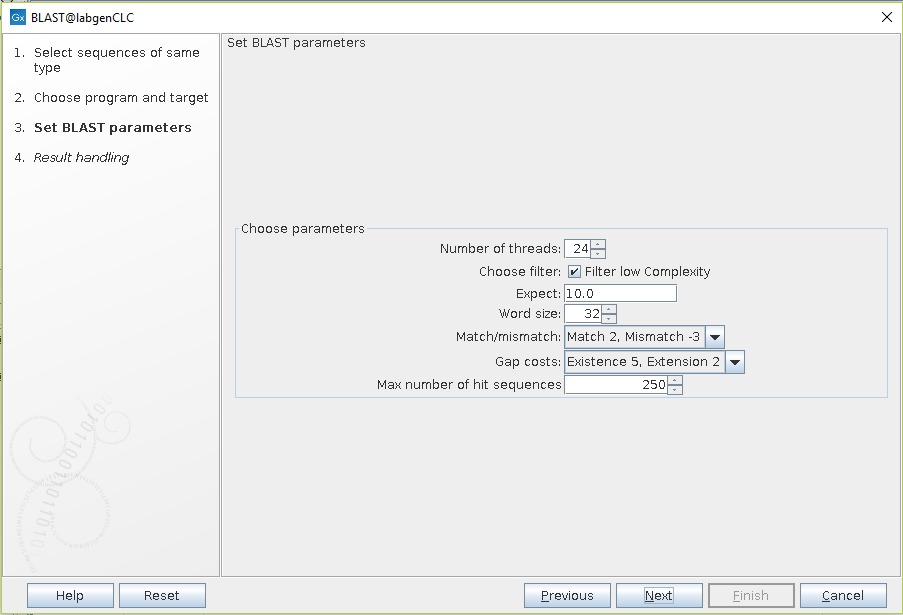 Gx BLAST@labgenCLC
1. Select sequences of same
type
2. Choose program and target
3. Set BLAST parameters
4. Result handling
Set BLAST parameters
Choose parameters
Number of threads: 24
Choose filter: Filter low Complexity
Expect: 10.0
Word size: 32
Match/mismatch: Match 2, Mismatch -3
Gap costs: Existence 5, Extension 2
Max number of hit sequences 250
Help Reset Previous Next Finish Cancel